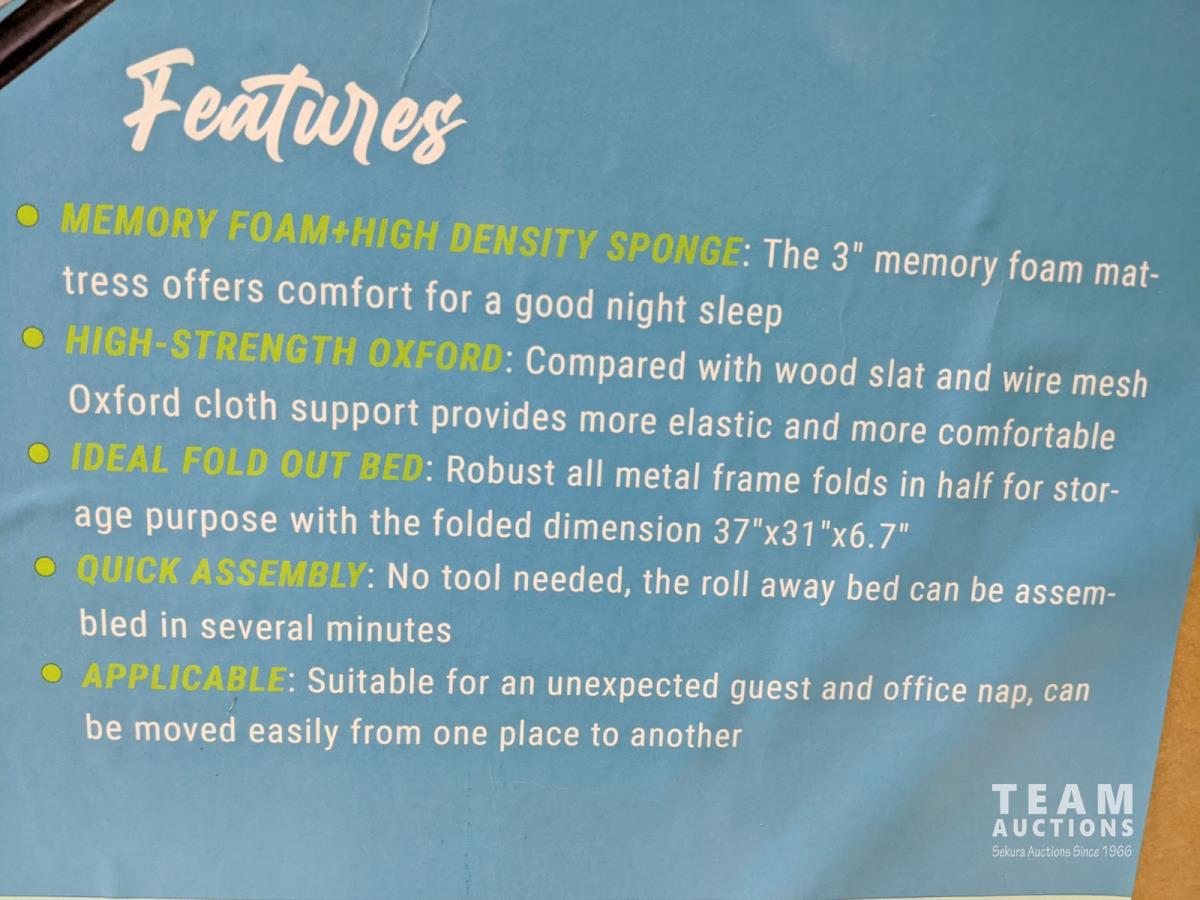 Features
MEMORY FOAM+HIGH DENSITY SPONGE: The 3" memory foam mat-
tress offers comfort for a good night sleep
HIGH-STRENGTH OXFORD: Compared with wood slat and wire mesh
Oxford cloth support provides more elastic and more comfortable
IDEAL FOLD OUT BED: Robust all metal frame folds in half for stor-
age purpose with the folded dimension 37"x31"x6.7"
QUICK ASSEMBLY: No tool needed, the roll away bed can be assem-
bled in several minutes
APPLICABLE: Suitable for an unexpected guest and office nap, can
be moved easily from one place to another
TEAM
AUCTIONS
Sekura Auctions Since 1966